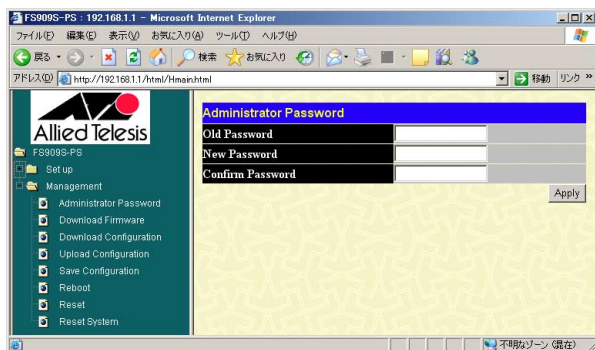 FS909S-PS : 192.168.1.1 - Microsoft Internet Explorer
ファイル(F) 編集(E) 表示(V) お気に入り(A) ツール(T) ヘルプ(H)
戻る 検索 お気に入り
アドレス(D) http://192.168.1.1/html/Hmain.html 移動 リンク »
Allied Telesis
FS909S-PS
Set up
Management
Administrator Password
Download Firmware
Download Configuration
Upload Configuration
Save Configuration
Reboot
Reset
Reset System
Administrator Password
Old Password
New Password
Confirm Password
Apply
不明なゾーン (混在)